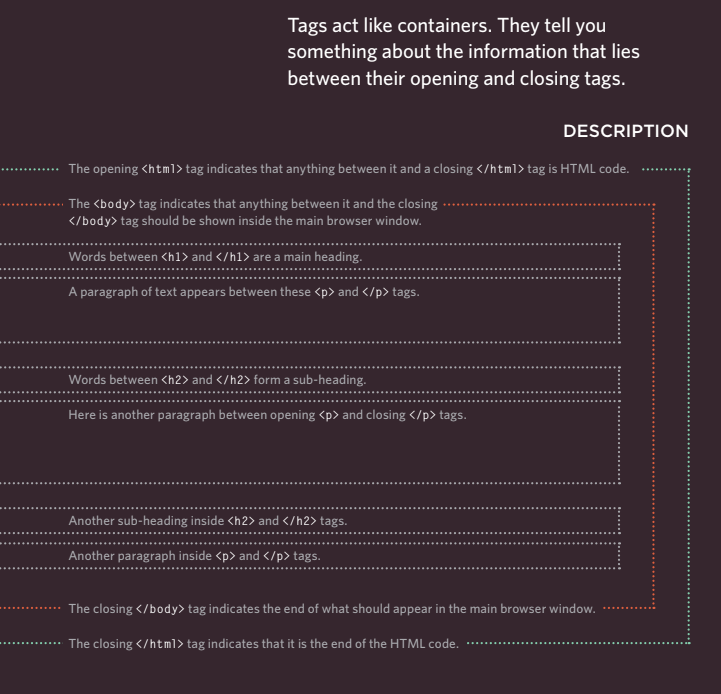 Tags act like containers. They tell you
something about the information that lies
between their opening and closing tags.
DESCRIPTION
The opening <html> tag indicates that anything between it and a closing </html> tag is HTML code.
The <body> tag indicates that anything between it and the closing
</body> tag should be shown inside the main browser window.
Words between <h1> and </h1> are a main heading.
A paragraph of text appears between these <p> and </p> tags.
Words between <h2> and </h2> form a sub-heading.
Here is another paragraph between opening <p> and closing </p> tags.
Another sub-heading inside <h2> and </h2> tags.
Another paragraph inside <p> and </p> tags.
The closing </body> tag indicates the end of what should appear in the main browser window.
The closing </html> tag indicates that it is the end of the HTML code.